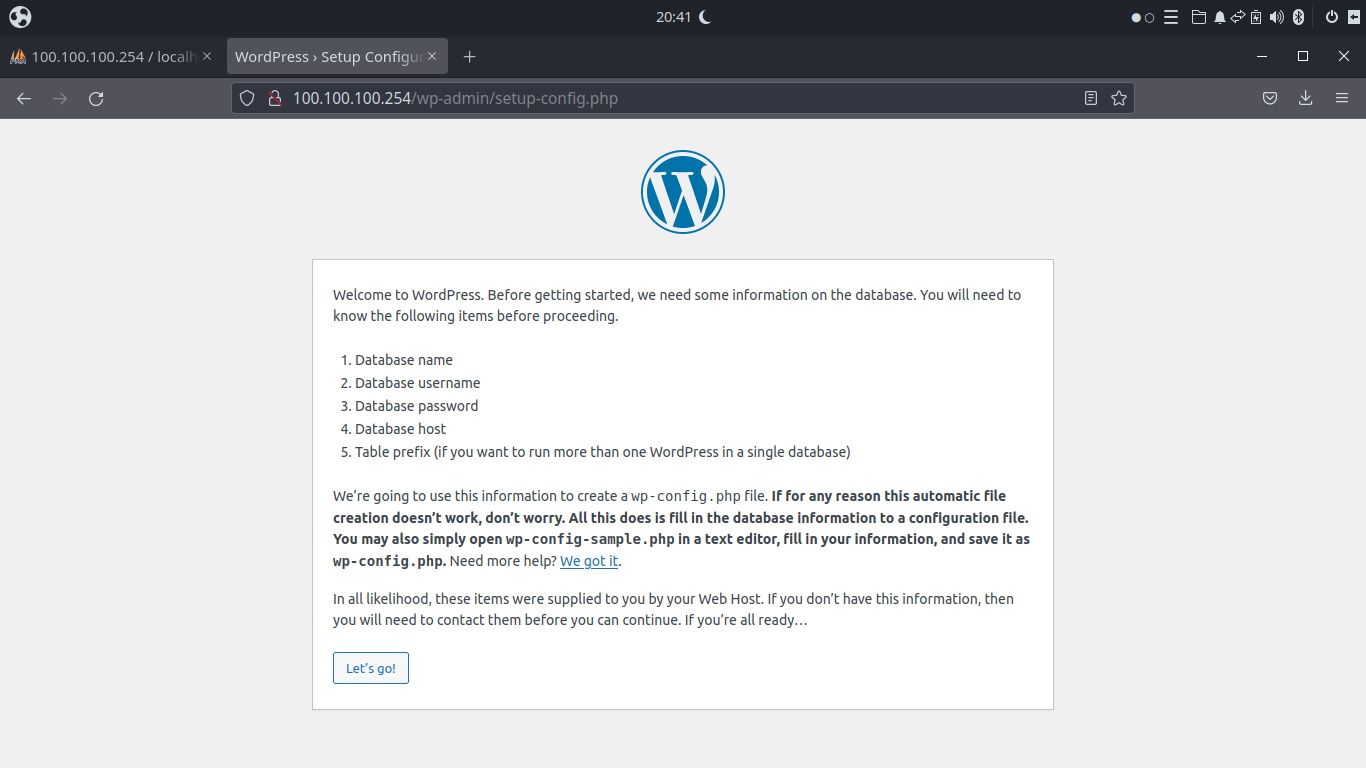 20:41
100.100.100.254 / localh
WordPress › Setup Configur
100.100.100.254/wp-admin/setup-config.php
Welcome to WordPress. Before getting started, we need some information on the database. You will need to
know the following items before proceeding.
1. Database name
2. Database username
3. Database password
4. Database host
5. Table prefix (if you want to run more than one WordPress in a single database)
We’re going to use this information to create a wp-config.php file. If for any reason this automatic file
creation doesn’t work, don’t worry. All this does is fill in the database information to a configuration file.
You may also simply open wp-config-sample.php in a text editor, fill in your information, and save it as
wp-config.php. Need more help? We got it.
In all likelihood, these items were supplied to you by your Web Host. If you don’t have this information, then
you will need to contact them before you can continue. If you’re all ready…
Let’s go!